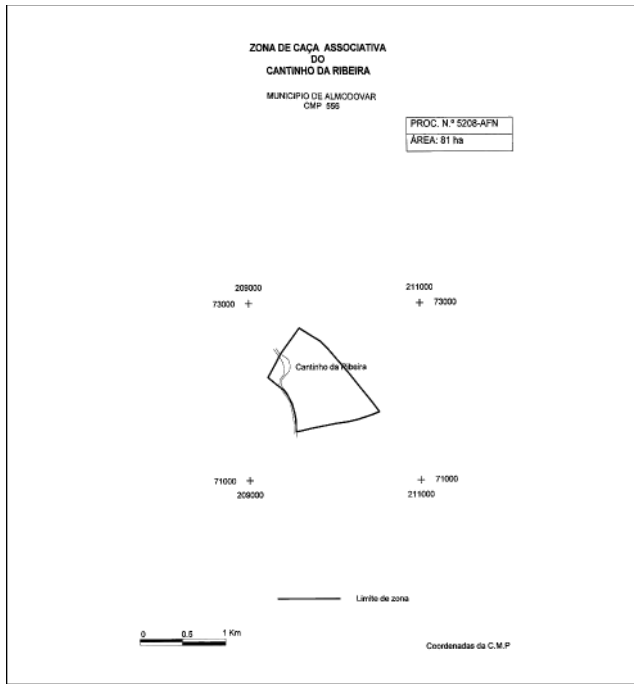 ZONA DE CAÇA ASSOCIATIVA
DO
CANTINHO DA RIBEIRA
MUNICIPIO DE ALMODOVAR
CMP 556
PROC. N.º 5208-AFN
ÁREA: 81 ha
209000
211000
73000
73000
Cantinho da Ribeira
71000
71000
209000
211000
Limite de zona
0 0.5 1 Km
Coordenadas da C.M.P